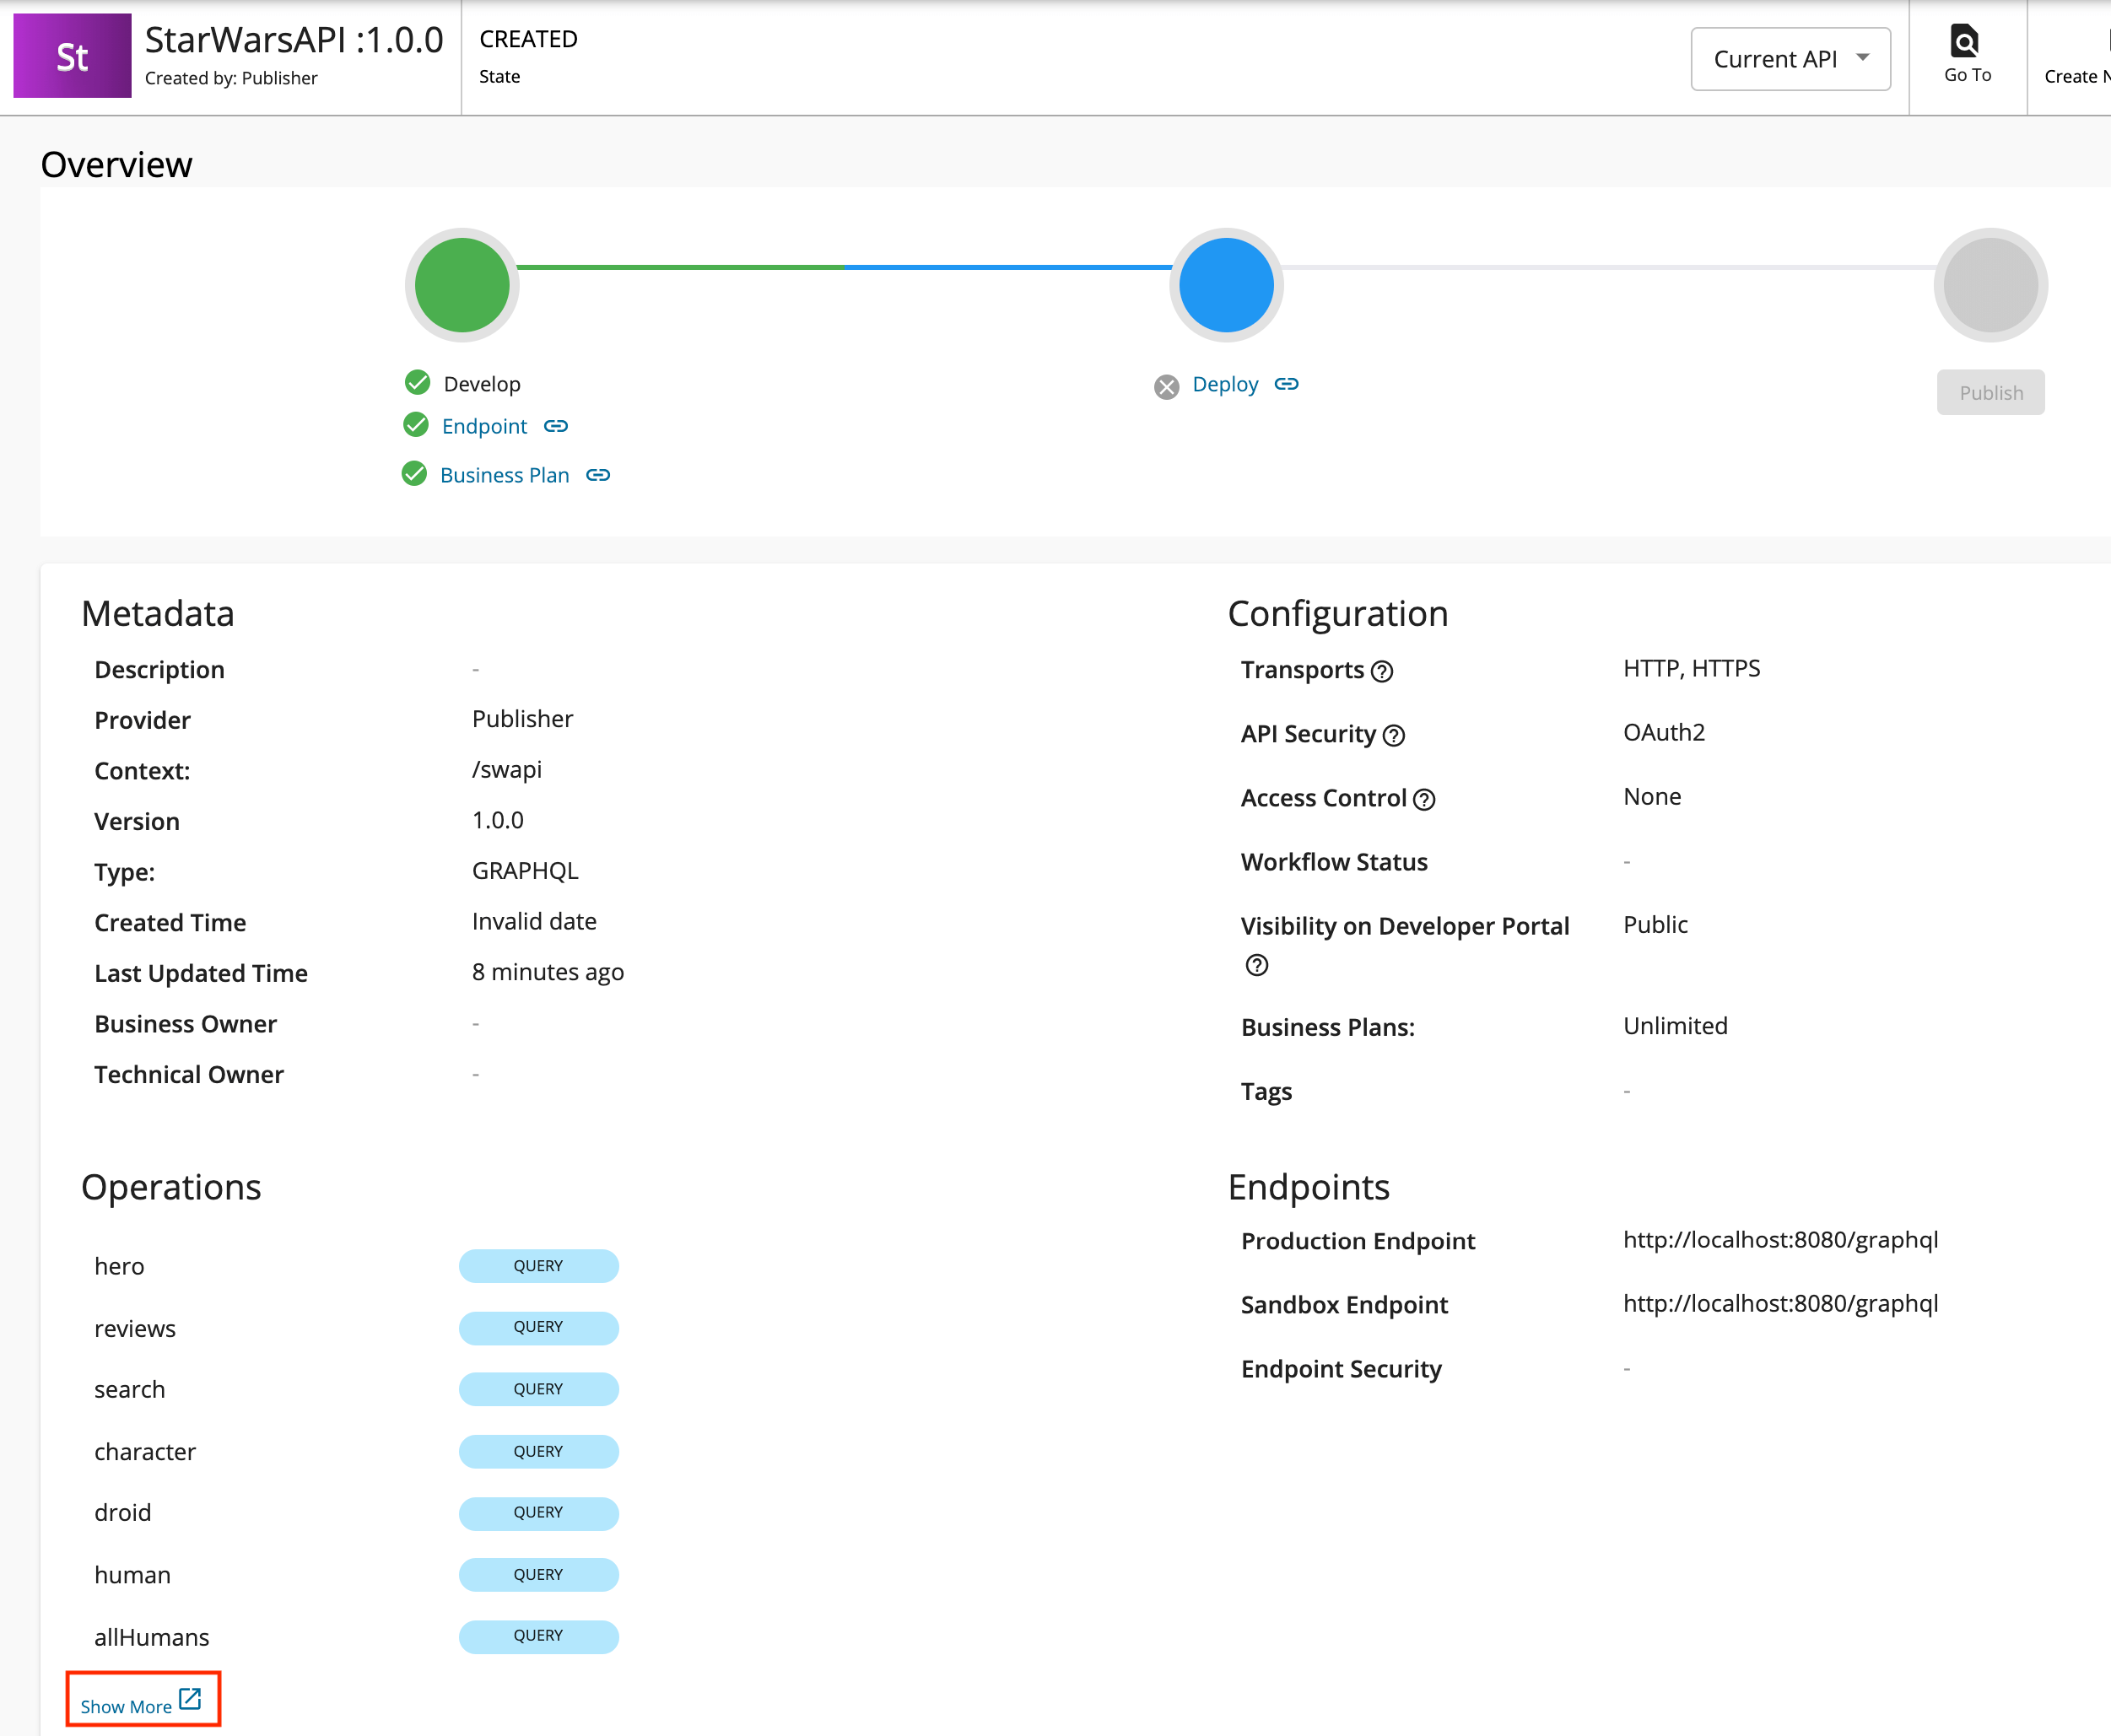 St
StarWarsAPI :1.0.0
Created by: Publisher
CREATED
State
Current API
Go To
Create N
Overview
Develop
Endpoint
Business Plan
Deploy
Publish
Metadata
Description -
Provider Publisher
Context: /swapi
Version 1.0.0
Type: GRAPHQL
Created Time Invalid date
Last Updated Time 8 minutes ago
Business Owner -
Technical Owner -
Configuration
Transports HTTP, HTTPS
API Security OAuth2
Access Control None
Workflow Status -
Visibility on Developer Portal Public
Business Plans: Unlimited
Tags -
Operations
hero QUERY
reviews QUERY
search QUERY
character QUERY
droid QUERY
human QUERY
allHumans QUERY
Show More
Endpoints
Production Endpoint http://localhost:8080/graphql
Sandbox Endpoint http://localhost:8080/graphql
Endpoint Security -